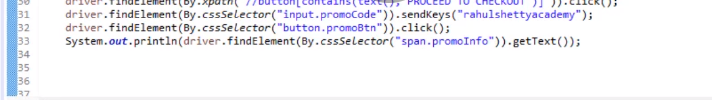 30 driver.findElement(By.xpath("//button[contains(text(),'PROCEED TO CHECKOUT')]")).click();
31 driver.findElement(By.cssSelector("input.promoCode")).sendKeys("rahulshettyacademy");
32 driver.findElement(By.cssSelector("button.promoBtn")).click();
33 System.out.println(driver.findElement(By.cssSelector("span.promoInfo")).getText());
34
35
36
37